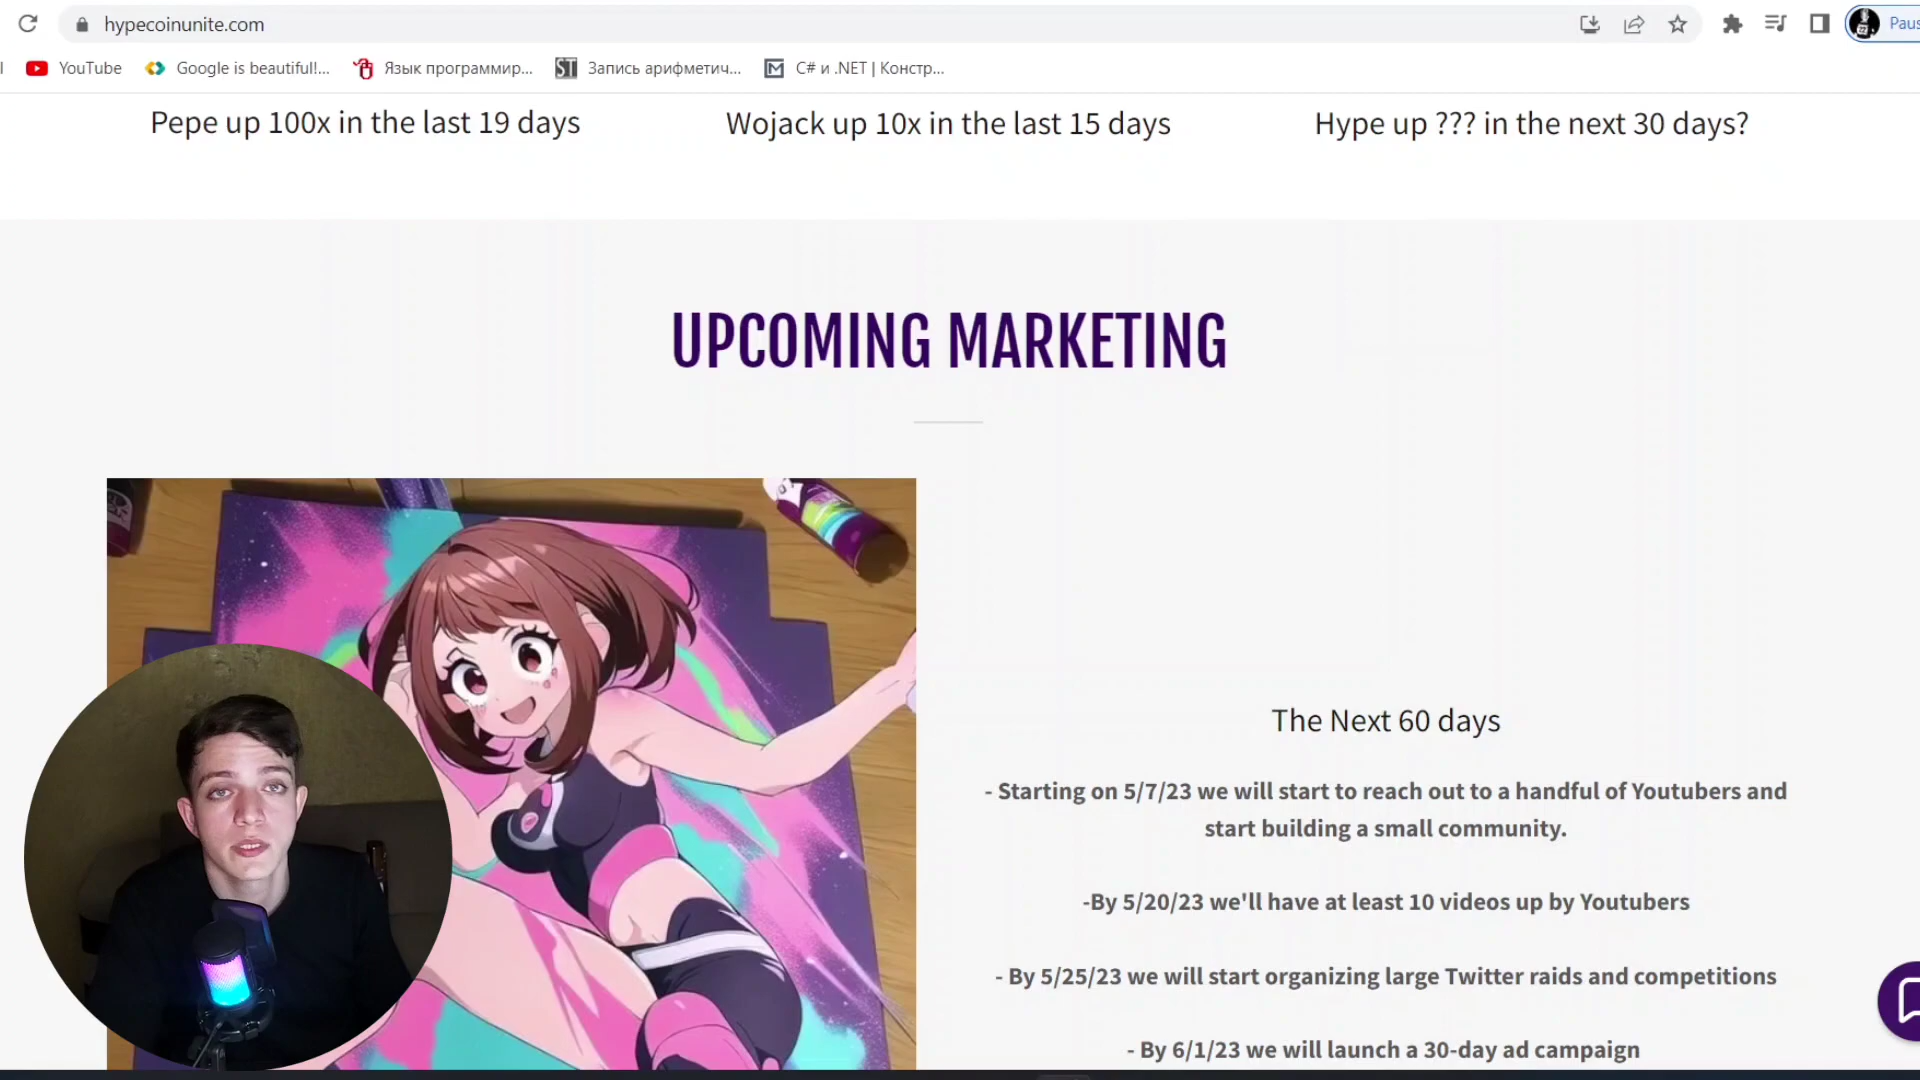 hypecoinunite.com
Paus
YouTube
Google is beautiful!...
Язык программир...
ST
Запись арифметич...
C# и .NET | Констр...
Pepe up 100x in the last 19 days
Wojack up 10x in the last 15 days
Hype up ??? in the next 30 days?
UPCOMING MARKETING
The Next 60 days
- Starting on 5/7/23 we will start to reach out to a handful of Youtubers and
start building a small community.
-By 5/20/23 we'll have at least 10 videos up by Youtubers
- By 5/25/23 we will start organizing large Twitter raids and competitions
- By 6/1/23 we will launch a 30-day ad campaign